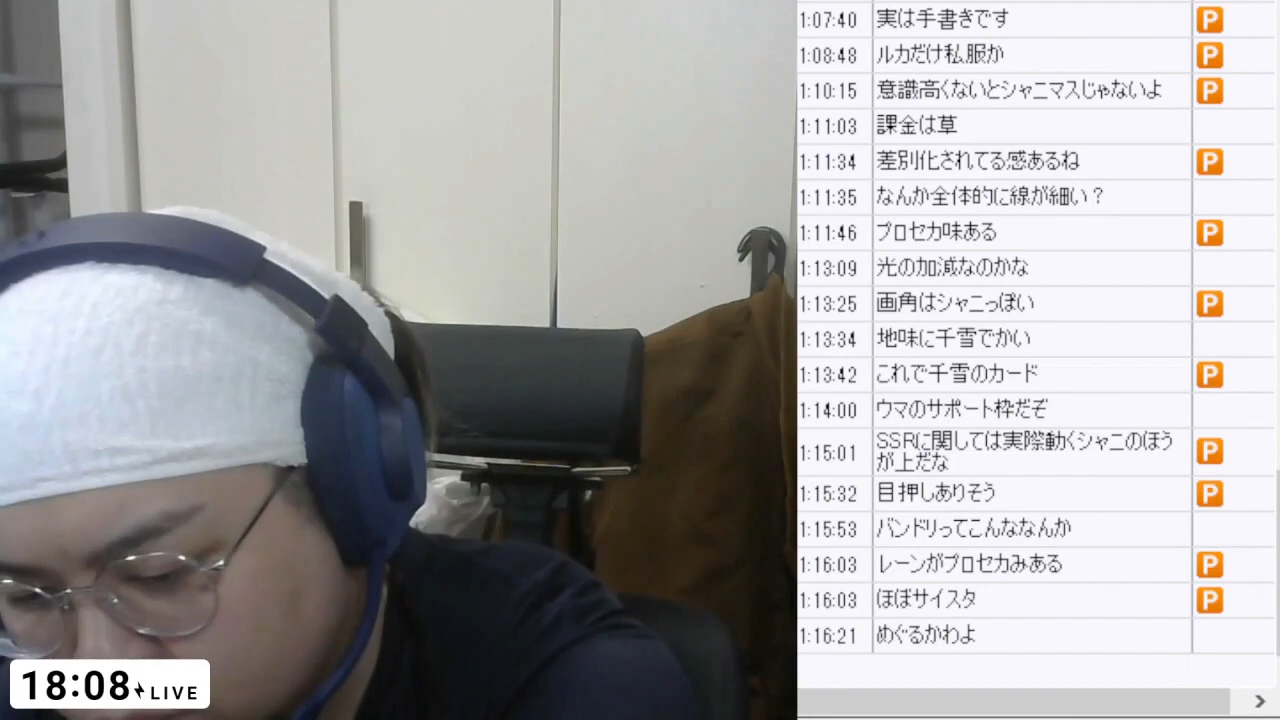 1:07:40 実は手書きです P
1:08:48 ルカだけ私服か P
1:10:15 意識高くないとシャニマスじゃないよ P
1:11:03 課金は草
1:11:34 差別化されてる感あるね P
1:11:35 なんか全体的に線が細い？
1:11:46 プロセカ味ある P
1:13:09 光の加減なのかな
1:13:25 画角はシャニっぽい P
1:13:34 地味に千雪でかい
1:13:42 これで千雪のカード P
1:14:00 ウマのサポート枠だぞ
1:15:01 SSRに関しては実際動くシャニのほう P
が上だな
1:15:32 目押しありそう P
1:15:53 バンドリってこんななんか
1:16:03 レーンがプロセカみある P
1:16:03 ほぼサイスタ P
1:16:21 めぐるかわよ
18:08 LIVE